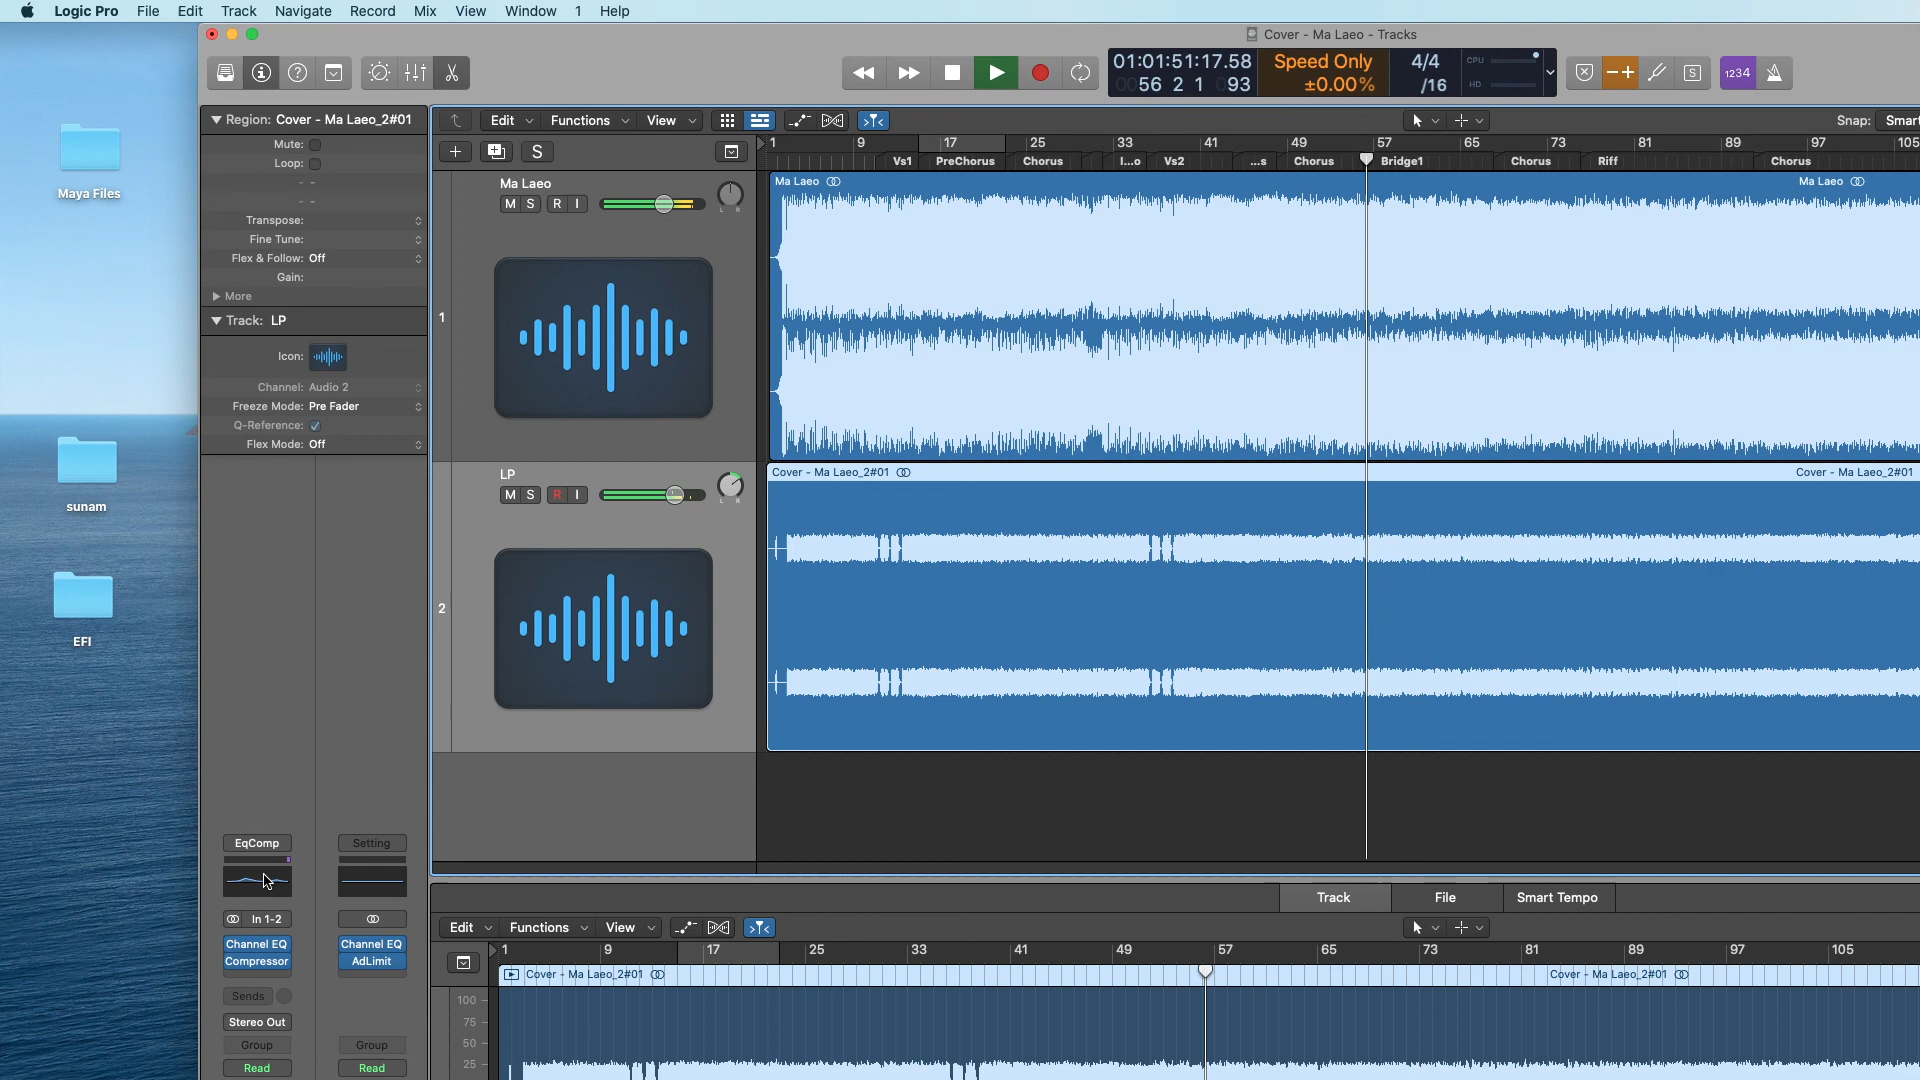 Logic Pro File Edit Track Navigate Record Mix View Window 1 Help
Cover - Ma Laeo - Tracks
01:01:51:17.58 Speed Only 4/4 CPU
0056 2 1 093 ±0.00% /16 HD
S 1234
Maya Files
sunam
EFI
Region: Cover - Ma Laeo_2#01
Mute:
Loop:
- -
- -
Transpose:
Fine Tune:
Flex & Follow: Off
Gain:
More
Track: LP
Icon:
Channel: Audio 2
Freeze Mode: Pre Fader
Q-Reference:
Flex Mode: Off
EqComp Setting
In 1-2
Channel EQ Channel EQ
Compressor AdLimit
Sends
Stereo Out
Group Group
Read Read
Edit Functions View Snap: Smart
S
1 9 17 25 33 41 49 57 65 73 81 89 97 105
Vs1 PreChorus Chorus I...o Vs2 ...s Chorus Bridge1 Chorus Riff Chorus
1
Ma Laeo
M S R I
L R
Ma Laeo Ma Laeo
2
LP
M S R I
L R
Cover - Ma Laeo_2#01 Cover - Ma Laeo_2#01
Track File Smart Tempo
Edit Functions View
1 9 17 25 33 41 49 57 65 73 81 89 97 105
Cover - Ma Laeo_2#01 Cover - Ma Laeo_2#01
100
75
50
25